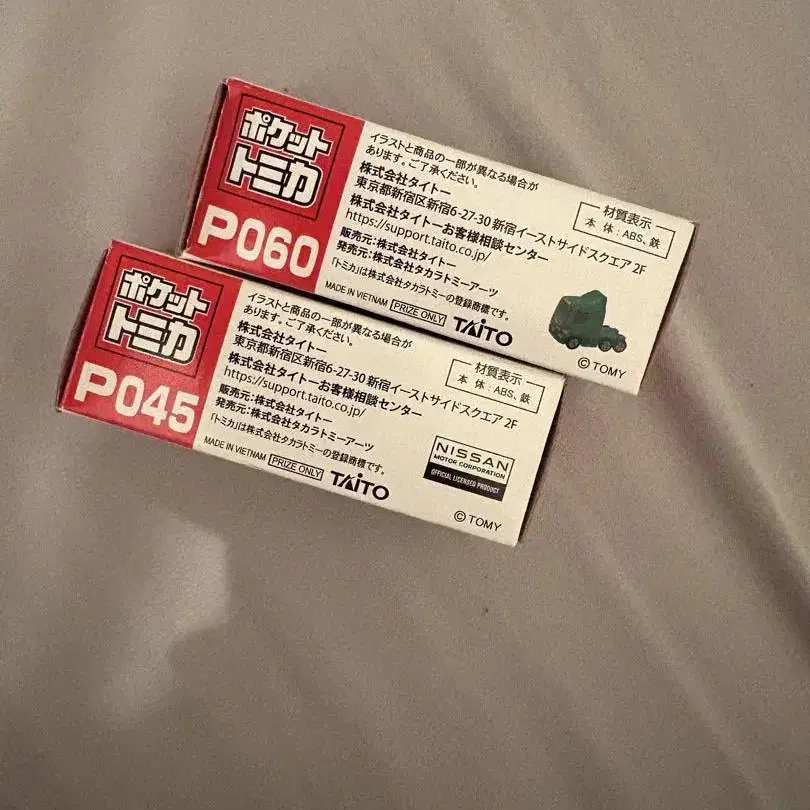 ポケット
トミカ
P060
イラストと商品の一部が異なる場合が
あります。ご了承ください。
株式会社タイトー
東京都新宿区新宿6-27-30 新宿イーストサイドスクエア 2F
株式会社タイトーお客様相談センター
https://support.taito.co.jp/
販売元:株式会社タイトー
発売元:株式会社タカラトミーアーツ
「トミカ」は株式会社タカラトミーの登録商標です。
MADE IN VIETNAM PRIZE ONLY TAITO
材質表示
本 体 : ABS、鉄
© TOMY
ポケット
トミカ
P045
イラストと商品の一部が異なる場合が
あります。ご了承ください。
株式会社タイトー
東京都新宿区新宿6-27-30 新宿イーストサイドスクエア 2F
株式会社タイトーお客様相談センター
https://support.taito.co.jp/
販売元:株式会社タイトー
発売元:株式会社タカラトミーアーツ
「トミカ」は株式会社タカラトミーの登録商標です。
MADE IN VIETNAM PRIZE ONLY TAITO
材質表示
本 体 : ABS、鉄
NISSAN
MOTOR CORPORATION
OFFICIAL LICENSED PRODUCT
© TOMY